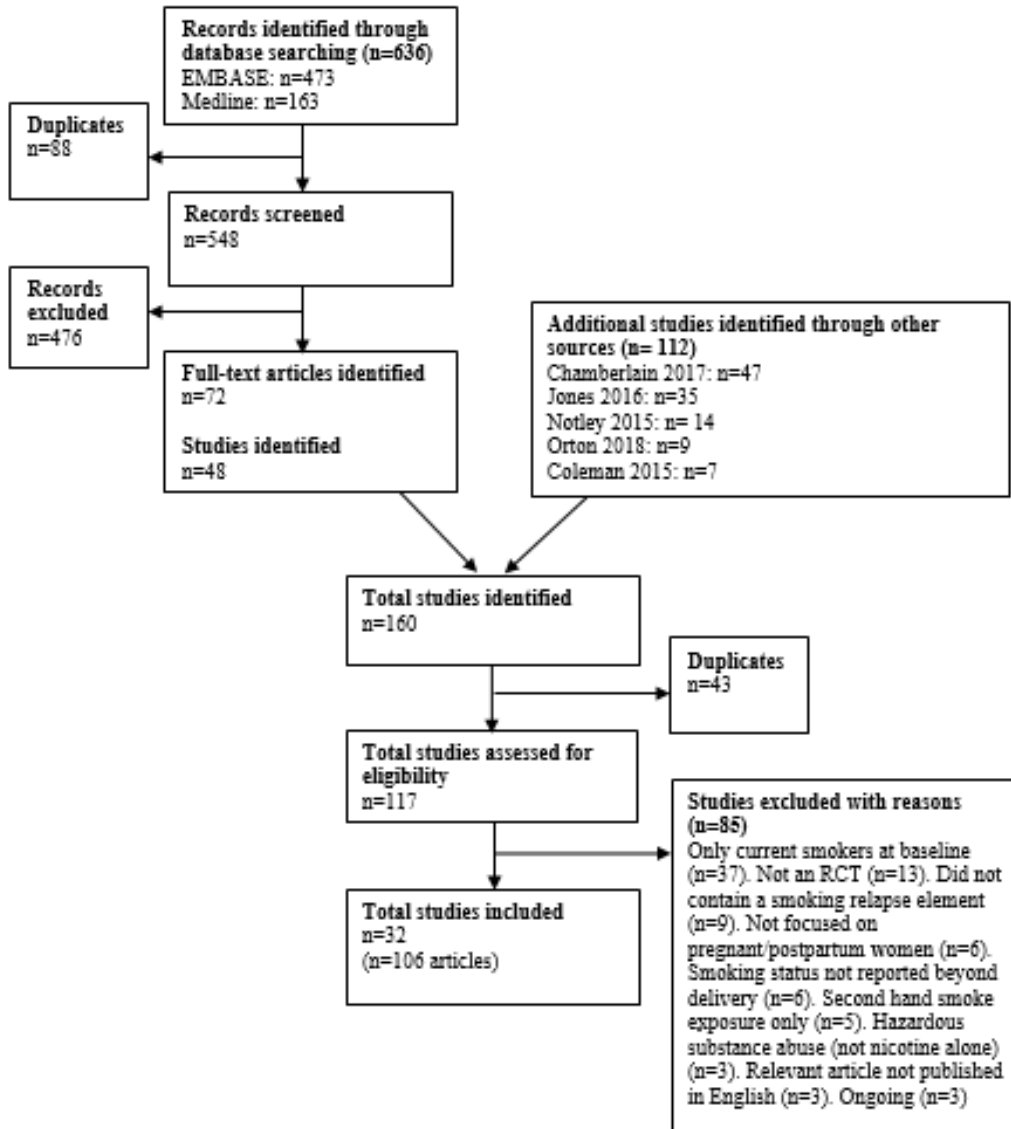 Records identified through
database searching (n=636)
EMBASE: n=473
Medline: n=163
Duplicates
n=88
Records screened
n=548
Records
excluded
n=476
Full-text articles identified
n=72
Studies identified
n=48
Additional studies identified through other
sources (n= 112)
Chamberlain 2017: n=47
Jones 2016: n=35
Notley 2015: n= 14
Orton 2018: n=9
Coleman 2015: n=7
Total studies identified
n=160
Duplicates
n=43
Total studies assessed for
eligibility
n=117
Studies excluded with reasons
(n=85)
Only current smokers at baseline
(n=37). Not an RCT (n=13). Did not
contain a smoking relapse element
(n=9). Not focused on
pregnant/postpartum women (n=6).
Smoking status not reported beyond
delivery (n=6). Second hand smoke
exposure only (n=5). Hazardous
substance abuse (not nicotine alone)
(n=3). Relevant article not published
in English (n=3). Ongoing (n=3)
Total studies included
n=32
(n=106 articles)